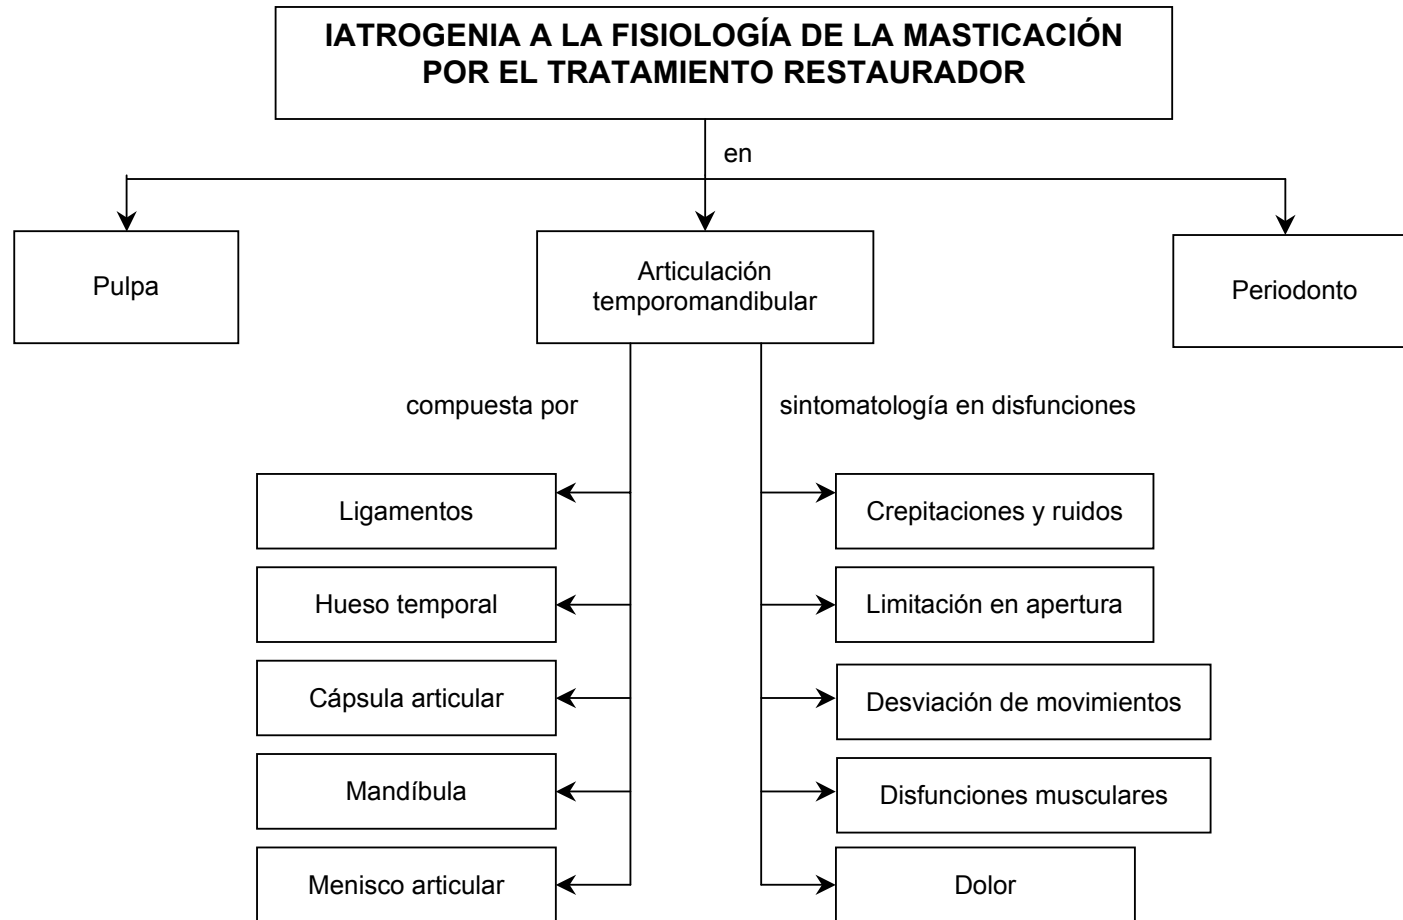 IATROGENIA A LA FISIOLOGÍA DE LA MASTICACIÓN
POR EL TRATAMIENTO RESTAURADOR
en
Pulpa
Articulación
temporomandibular
Periodonto
compuesta por
sintomatología en disfunciones
Ligamentos
Crepitaciones y ruidos
Hueso temporal
Limitación en apertura
Cápsula articular
Desviación de movimientos
Mandíbula
Disfunciones musculares
Menisco articular
Dolor